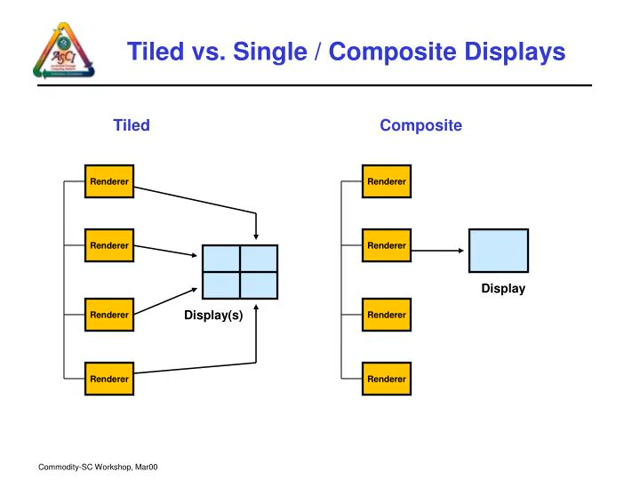 ASCI
Tiled vs. Single / Composite Displays
Tiled
Composite
Renderer
Renderer
Renderer
Renderer
Renderer
Renderer
Renderer
Renderer
Display
Display(s)
Commodity-SC Workshop, Mar00